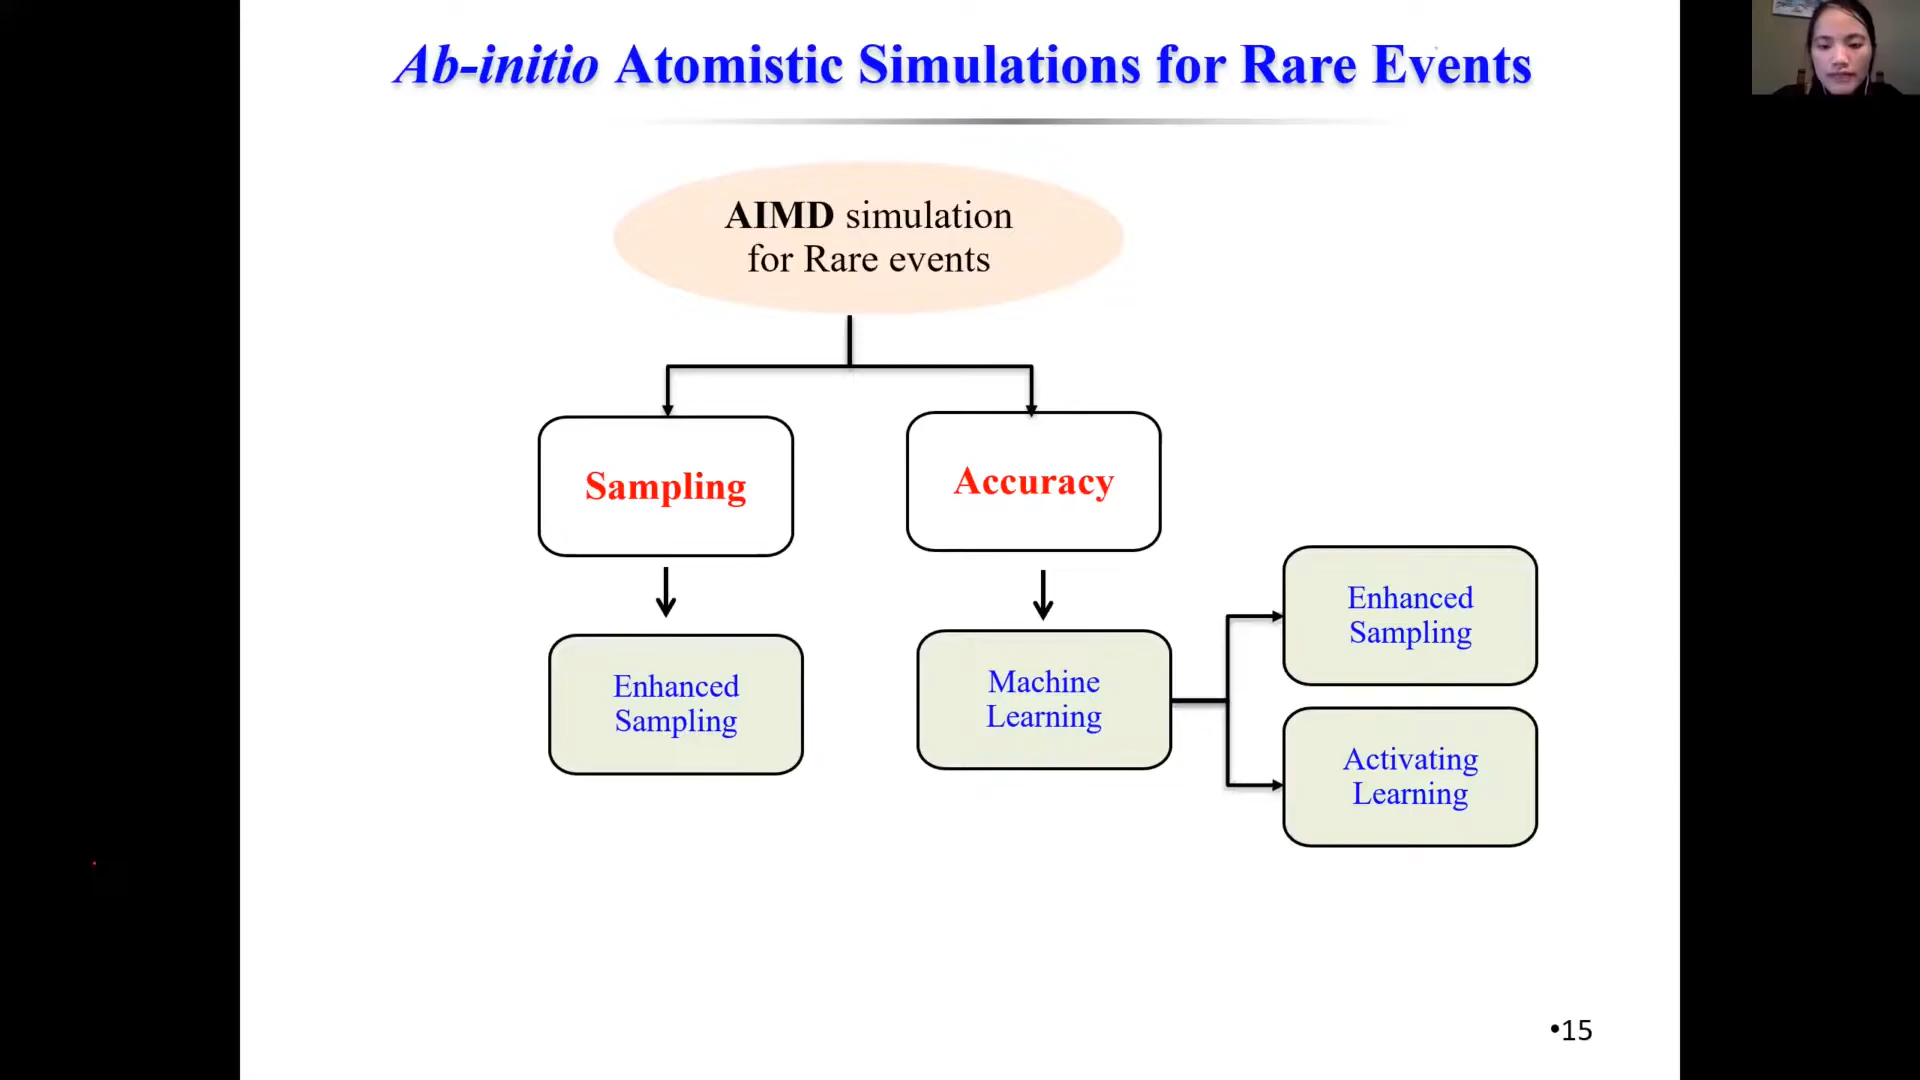 Ab-initio Atomistic Simulations for Rare Events
AIMD simulation
for Rare events
Sampling
Accuracy
Enhanced
Sampling
Machine
Learning
Enhanced
Sampling
Activating
Learning
•15